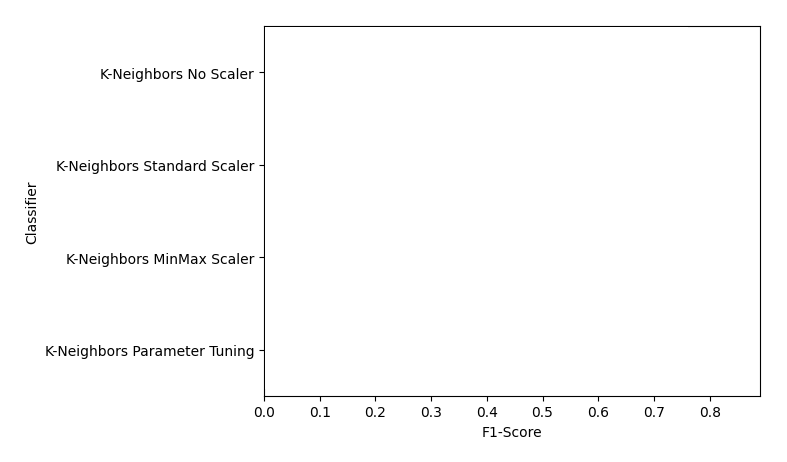 K-Neighbors No Scaler
K-Neighbors Standard Scaler
K-Neighbors MinMax Scaler
K-Neighbors Parameter Tuning
Classifier
0.0 0.1 0.2 0.3 0.4 0.5 0.6 0.7 0.8
F1-Score